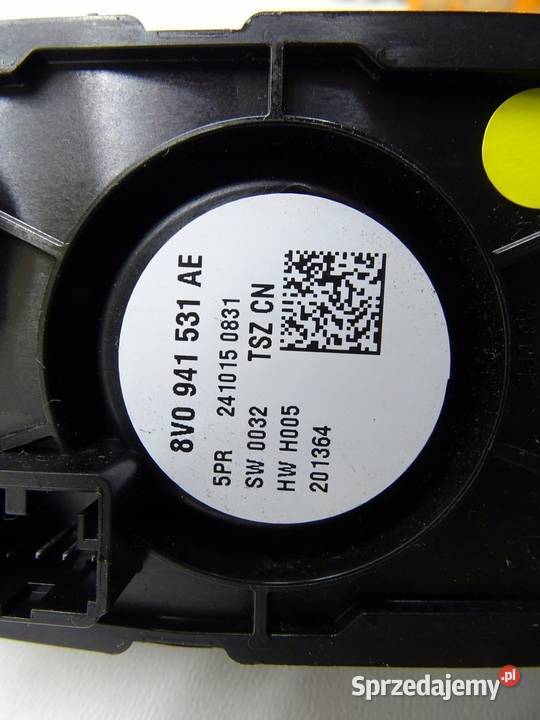 8V0 941 531 AE
5PR 241015 0831
SW 0032 TSZ CN
HW H005
201364
Sprzedajemy.pl